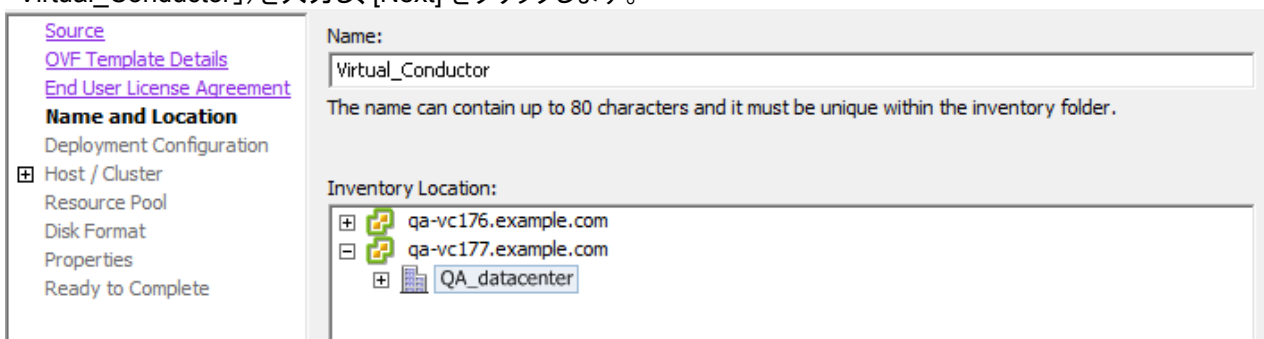 Virtual_Conductor」)を入力し、[Next] をクリックします。
Source
OVF Template Details
End User License Agreement
Name and Location
Deployment Configuration
Host / Cluster
Resource Pool
Disk Format
Properties
Ready to Complete
Name:
Virtual_Conductor
The name can contain up to 80 characters and it must be unique within the inventory folder.
Inventory Location:
qa-vc176.example.com
qa-vc177.example.com
QA_datacenter